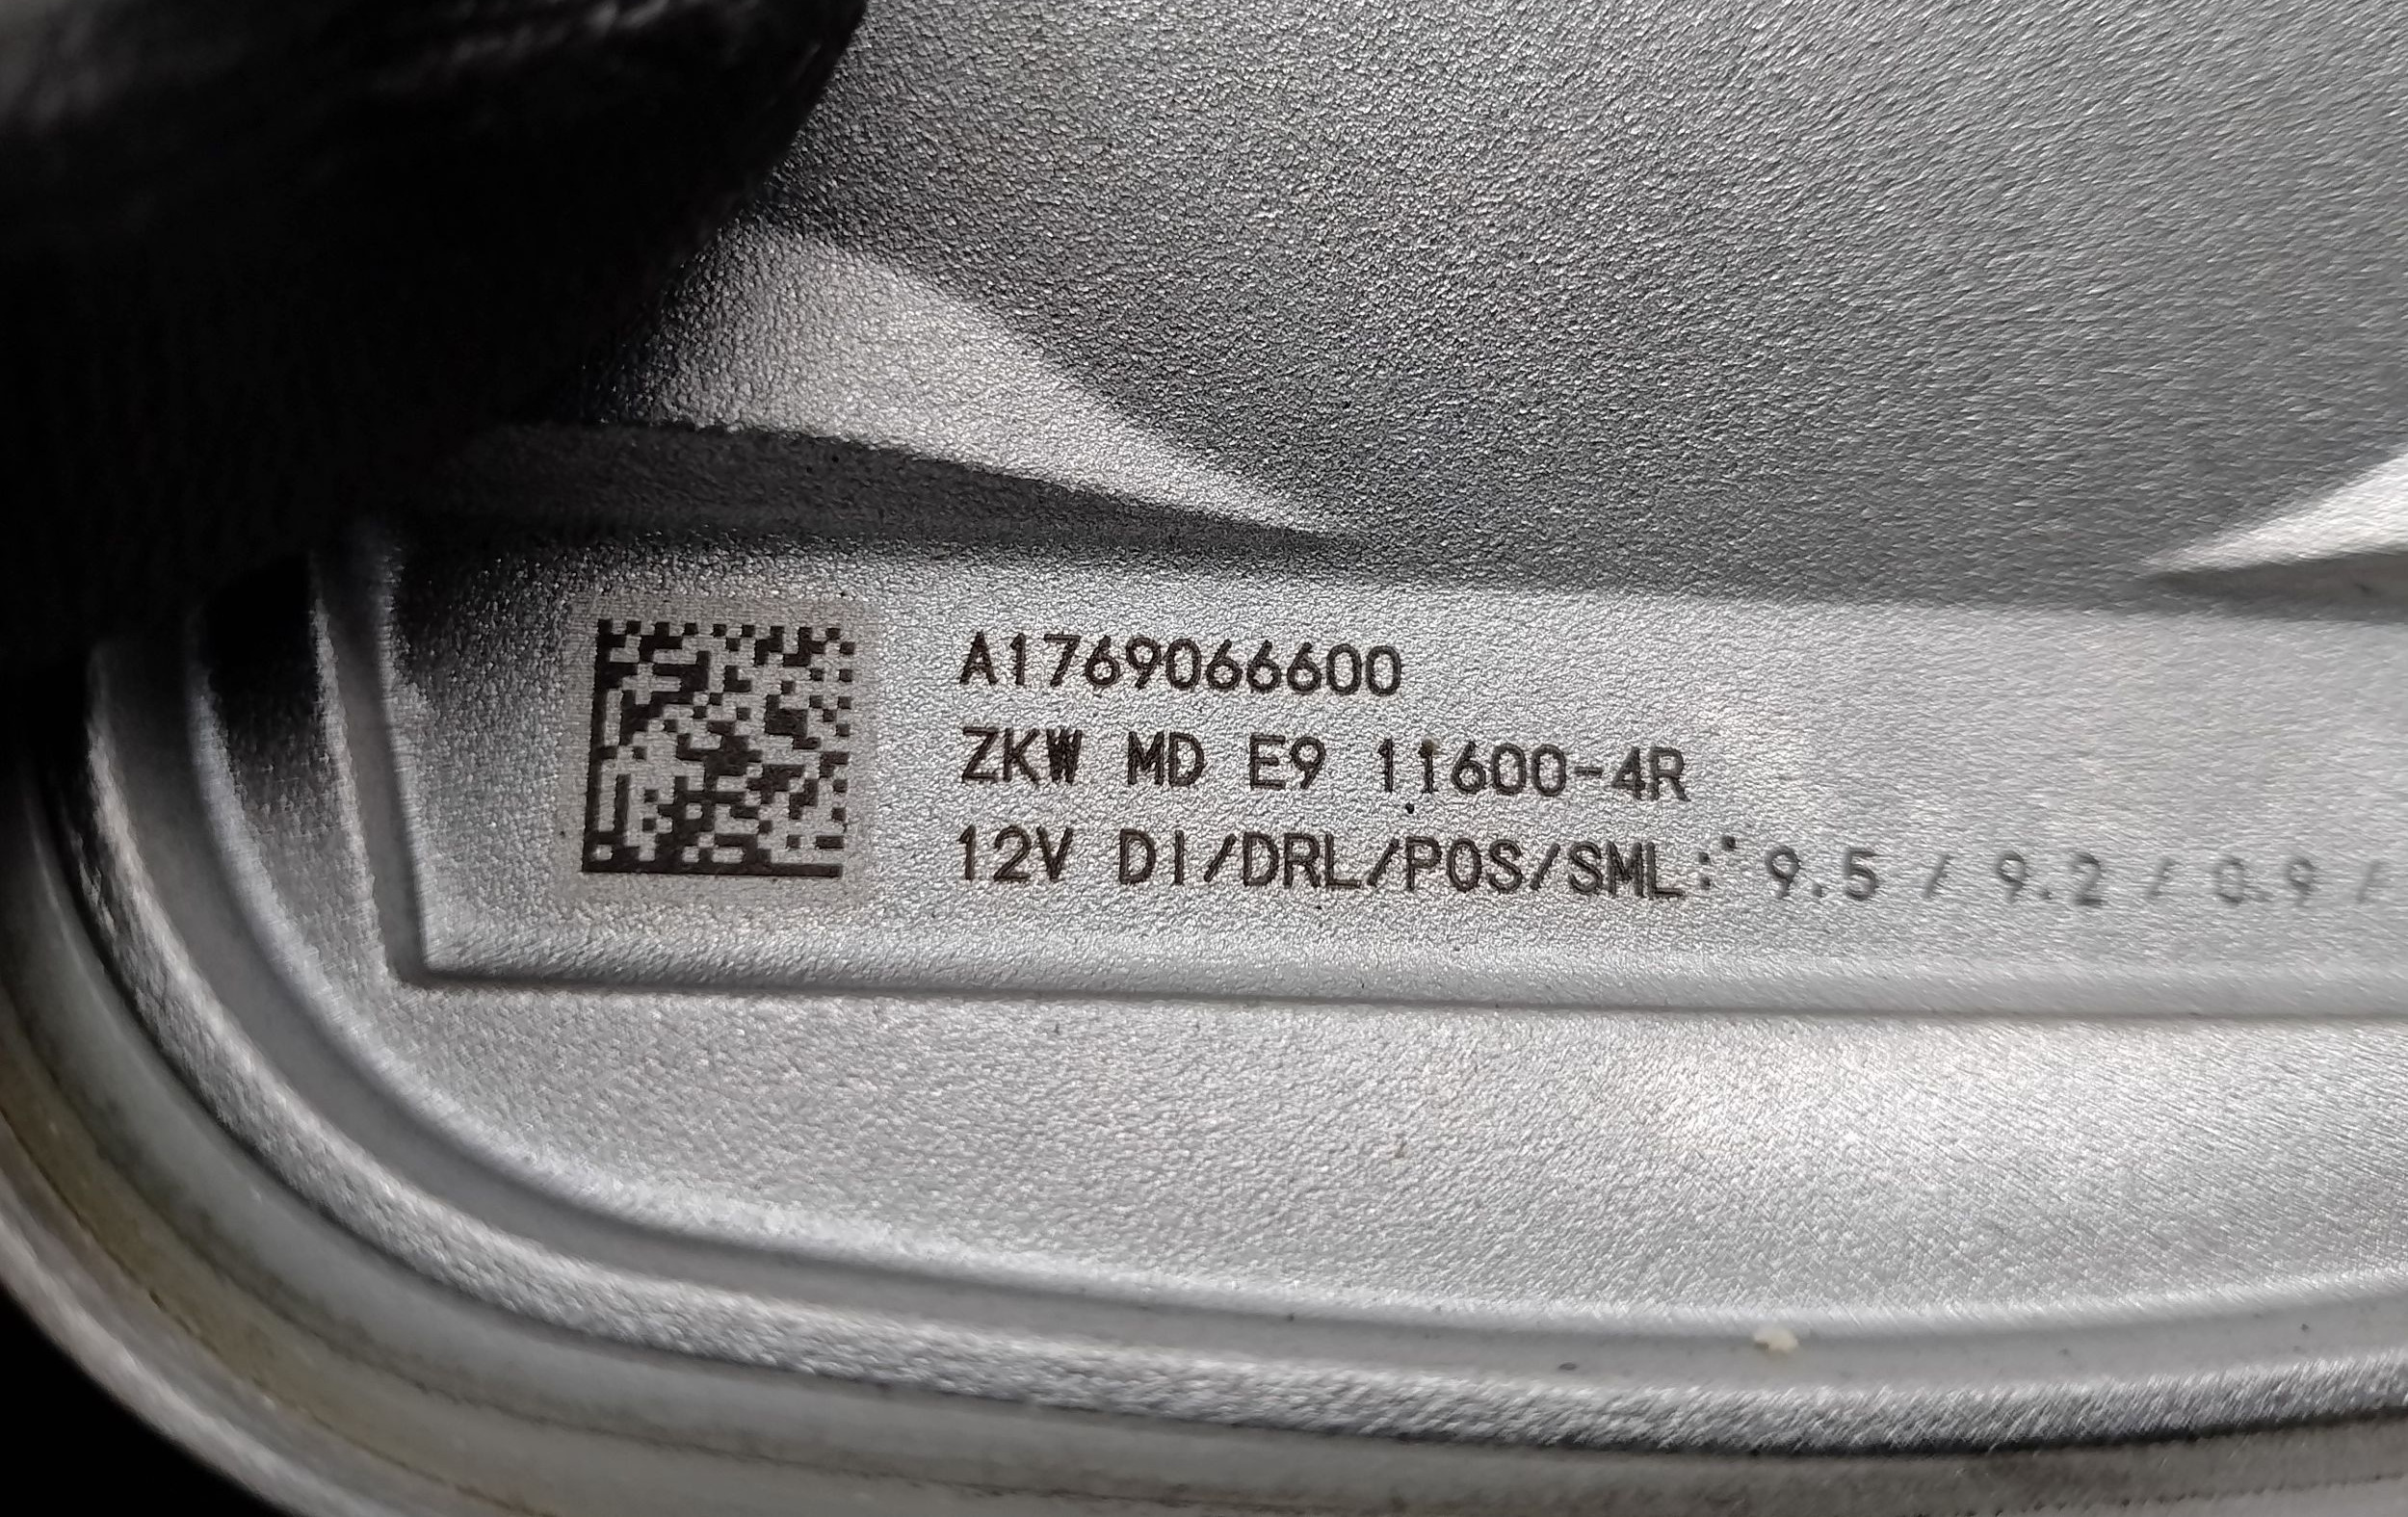 A1769066600
ZKW MD E9 11600-4R
12V DI/DRL/POS/SML: 9.5 / 9.2 / 0.9 /